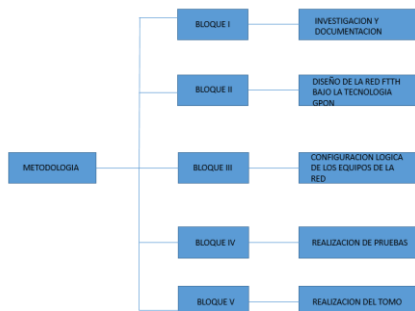 BLOQUE I
INVESTIGACION Y
DOCUMENTACION
BLOQUE II
DISEÑO DE LA RED FTTH
BAJO LA TECNOLOGIA
GPON
METODOLOGIA
BLOQUE III
CONFIGURACION LOGICA
DE LOS EQUIPOS DE LA
RED
BLOQUE IV
REALIZACION DE PRUEBAS
BLOQUE V
REALIZACION DEL TOMO